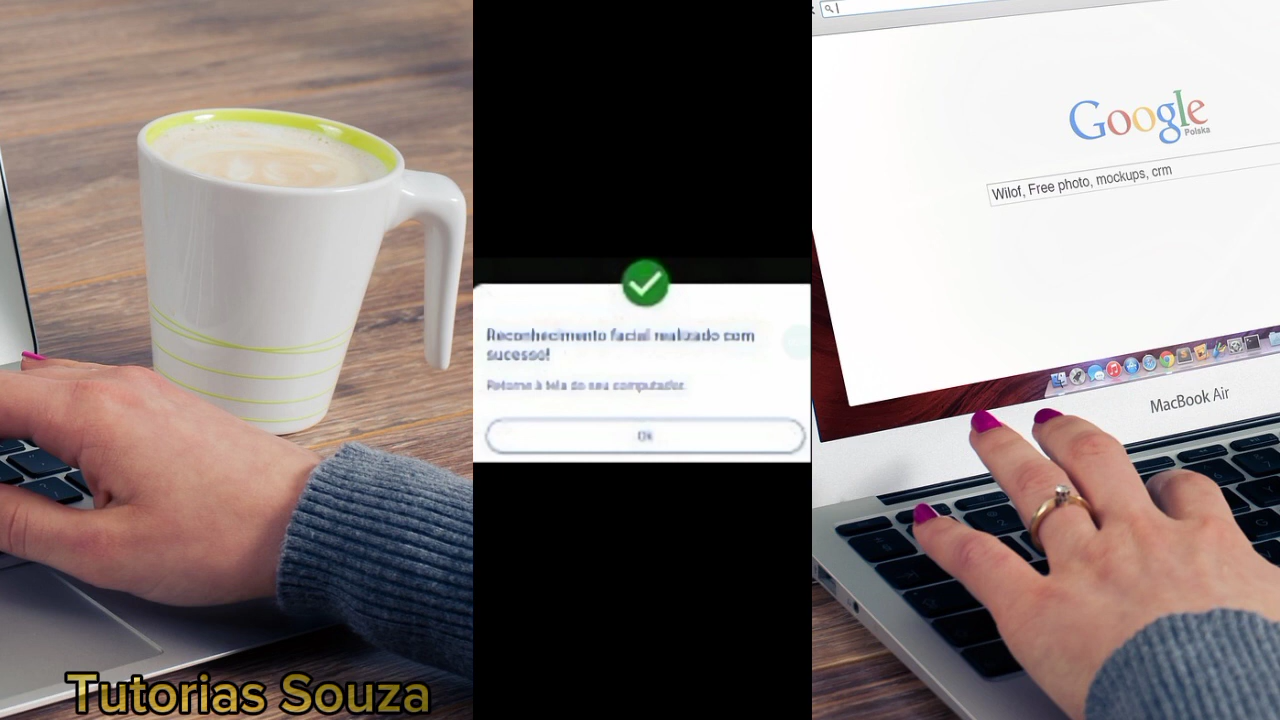 Google
Polska
Wilof, Free photo, mockups, crm
MacBook Air
Reconhecimento facial realizado com
sucesso!
Retorne à tela do seu computador.
Ok
Tutorias Souza